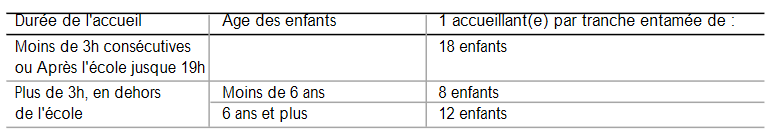 Durée de l'accueil Age des enfants 1 accueillant(e) par tranche entamée de :
Moins de 3h consécutives 18 enfants
ou Après l'école jusque 19h
Plus de 3h, en dehors Moins de 6 ans 8 enfants
de l'école 6 ans et plus 12 enfants